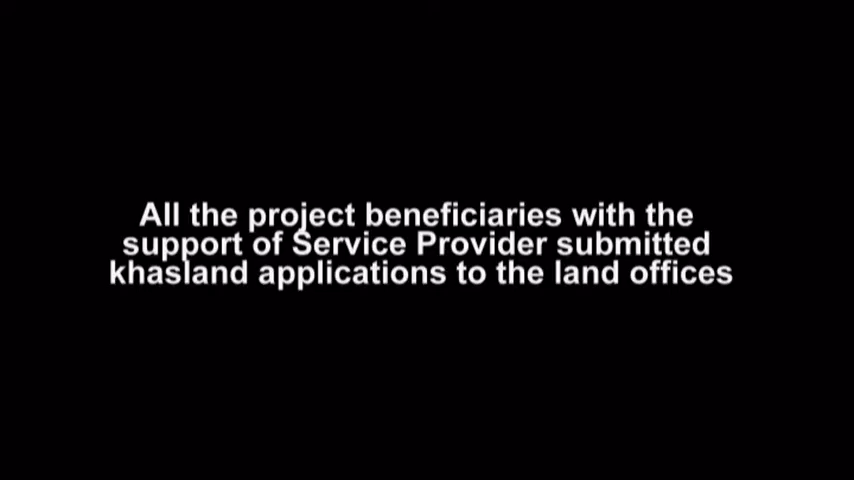 All the project beneficiaries with the
support of Service Provider submitted
khasland applications to the land offices